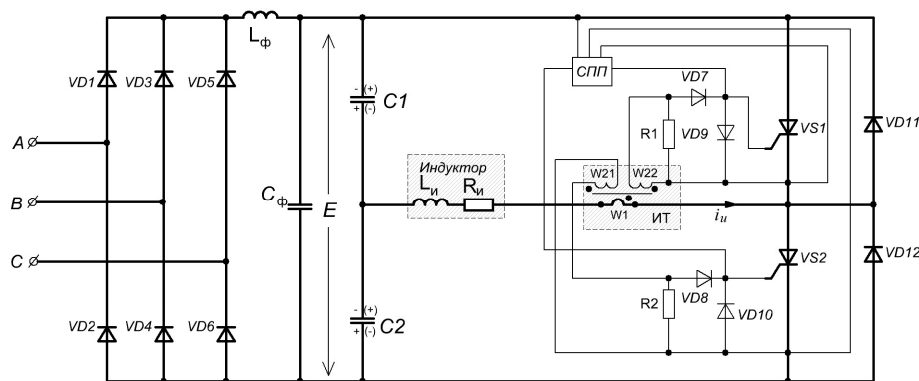 Lф
VD1
VD3
VD5
A
B
C
VD2
VD4
VD6
Cф
E
- (+)
+ (-)
C1
- (+)
+ (-)
C2
Индуктор
Lи
Rи
СПП
VD7
R1
VD9
VS1
VD11
W21
W22
W1
ИТ
iи
VS2
VD12
R2
VD8
VD10